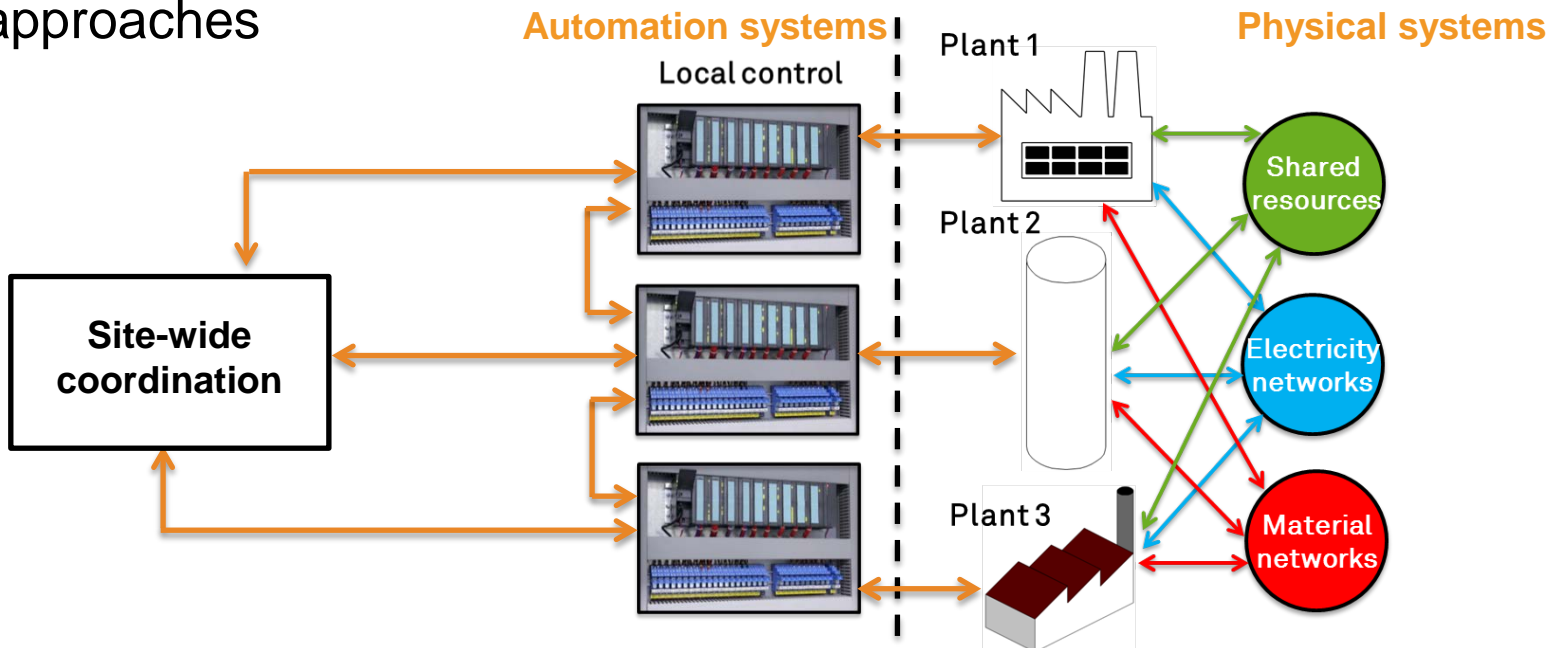 approaches
Automation systems
Physical systems
Local control
Plant 1
Shared
resources
Plant 2
Site-wide
coordination
Electricity
networks
Plant 3
Material
networks